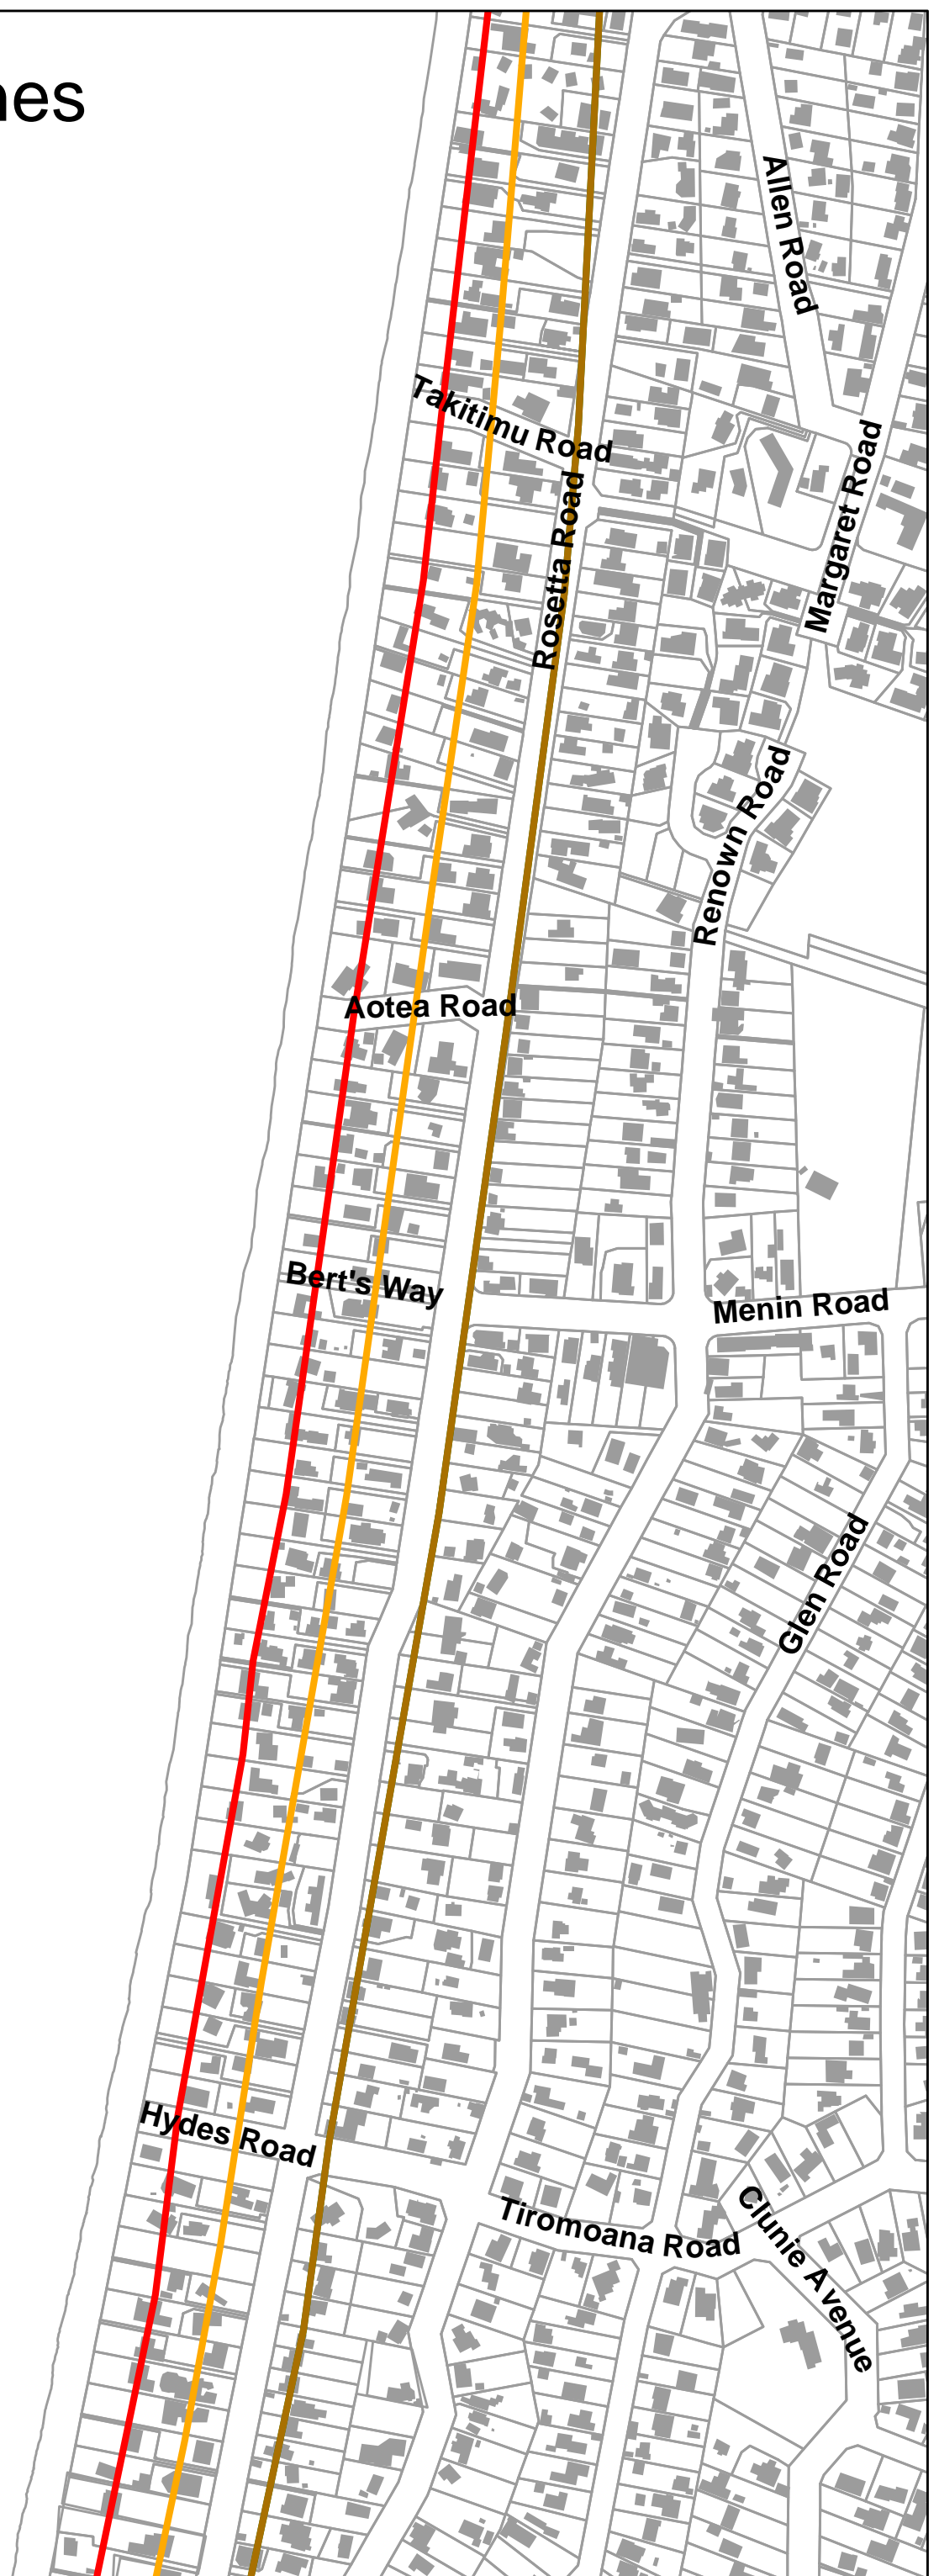 nes
Allen Road
Takitimu Road
Margaret Road
Rosetta Road
Renown Road
Aotea Road
Bert's Way
Menin Road
Glen Road
Hydes Road
Tiromoana Road
Clunie Avenue